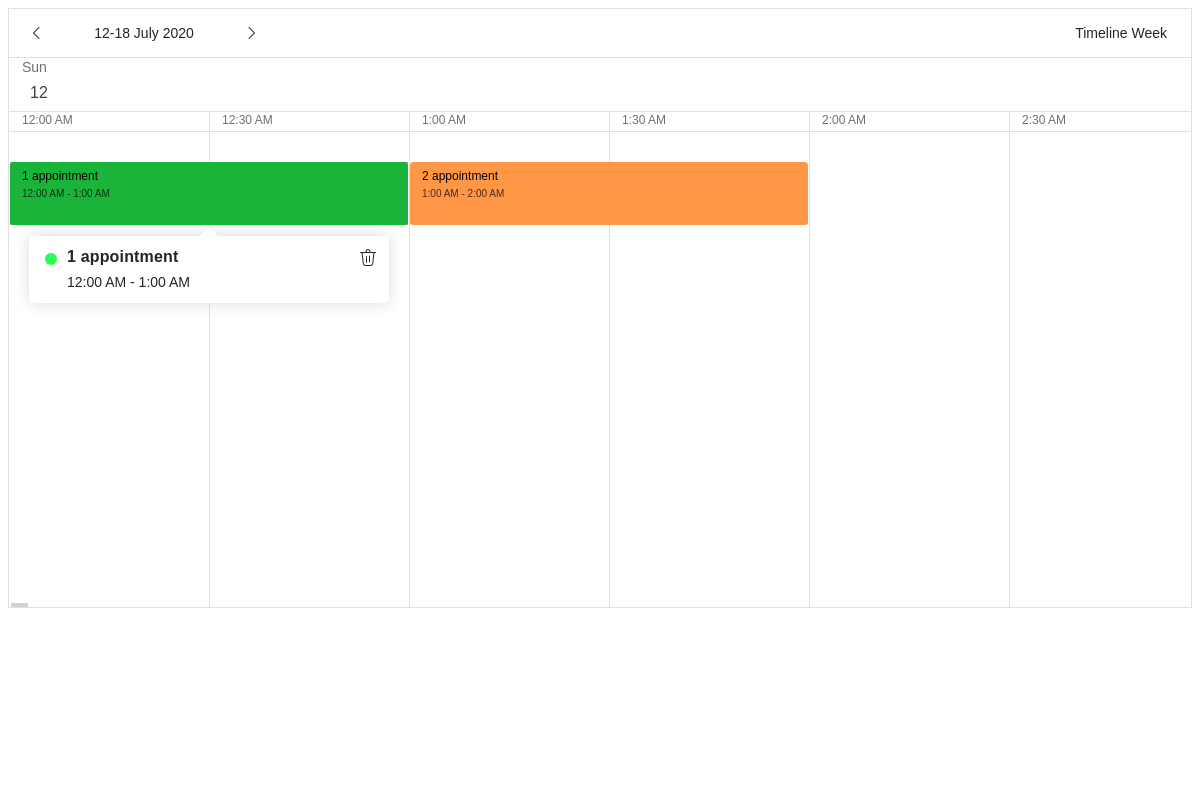 12-18 July 2020
Timeline Week
Sun
12
12:00 AM
12:30 AM
1:00 AM
1:30 AM
2:00 AM
2:30 AM
1 appointment
12:00 AM - 1:00 AM
2 appointment
1:00 AM - 2:00 AM
1 appointment
12:00 AM - 1:00 AM